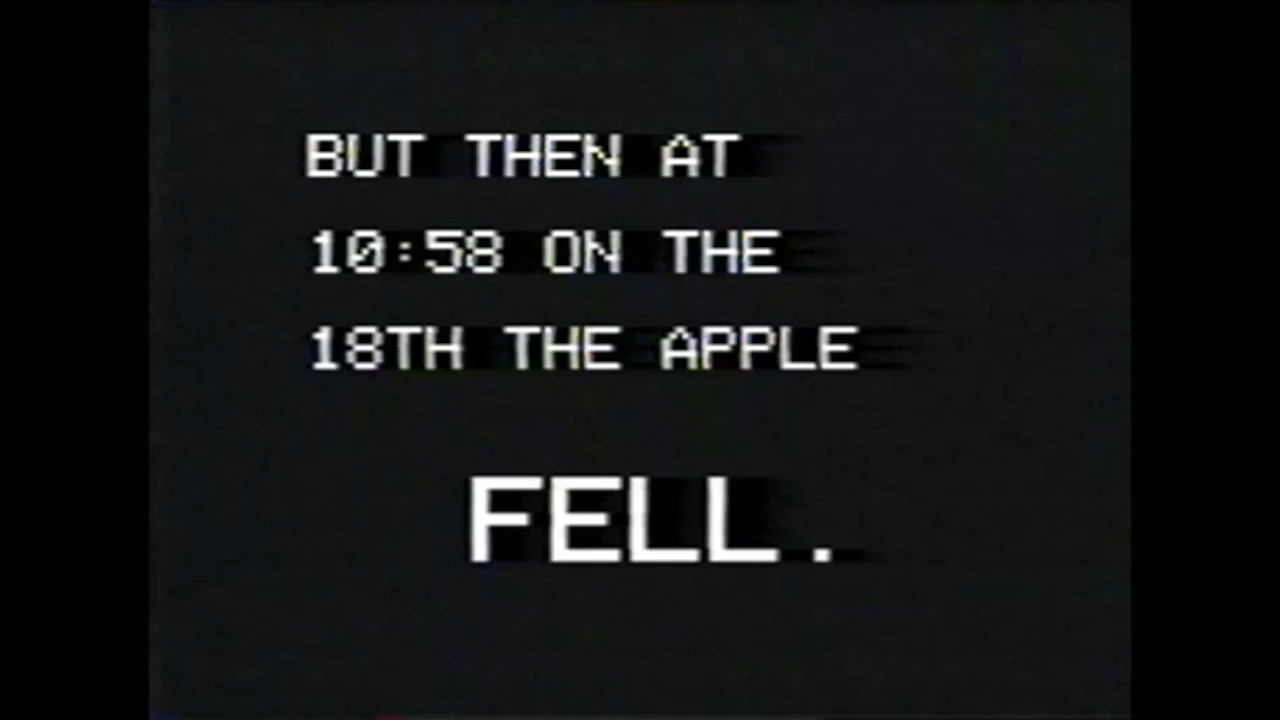 BUT THEN AT
10:58 ON THE
18TH THE APPLE
FELL.